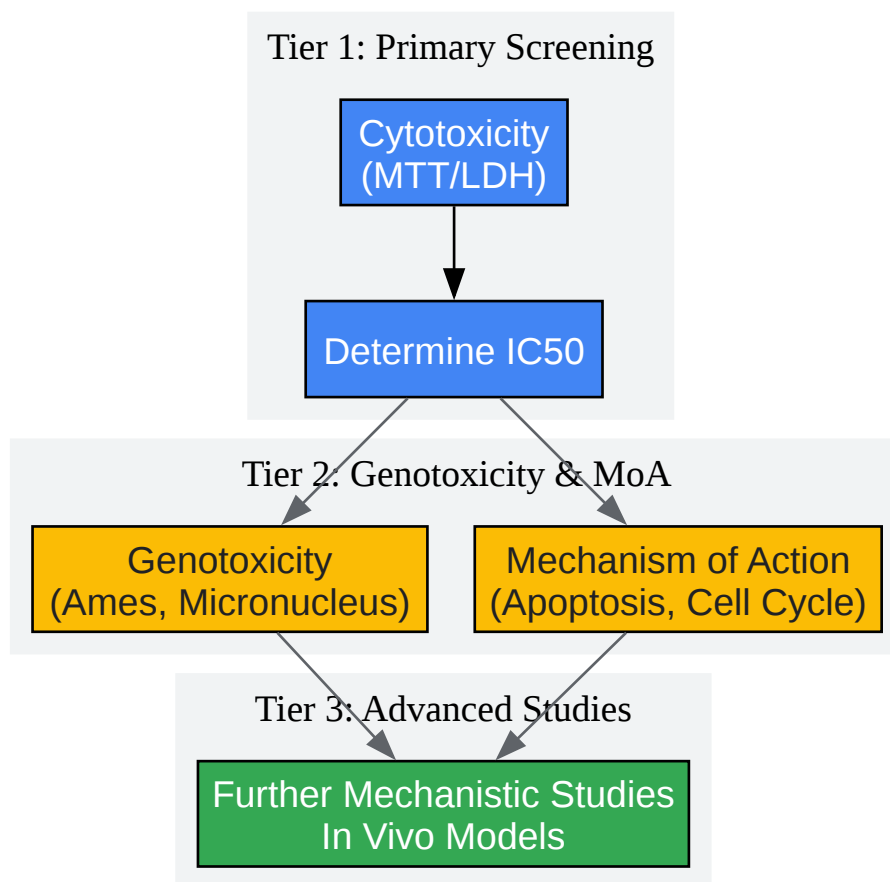 Tier 1: Primary Screening
Cytotoxicity
(MTT/LDH)
Determine IC50
Tier 2: Genotoxicity & MoA
Genotoxicity
(Ames, Micronucleus)
Mechanism of Action
(Apoptosis, Cell Cycle)
Tier 3: Advanced Studies
Further Mechanistic Studies
In Vivo Models